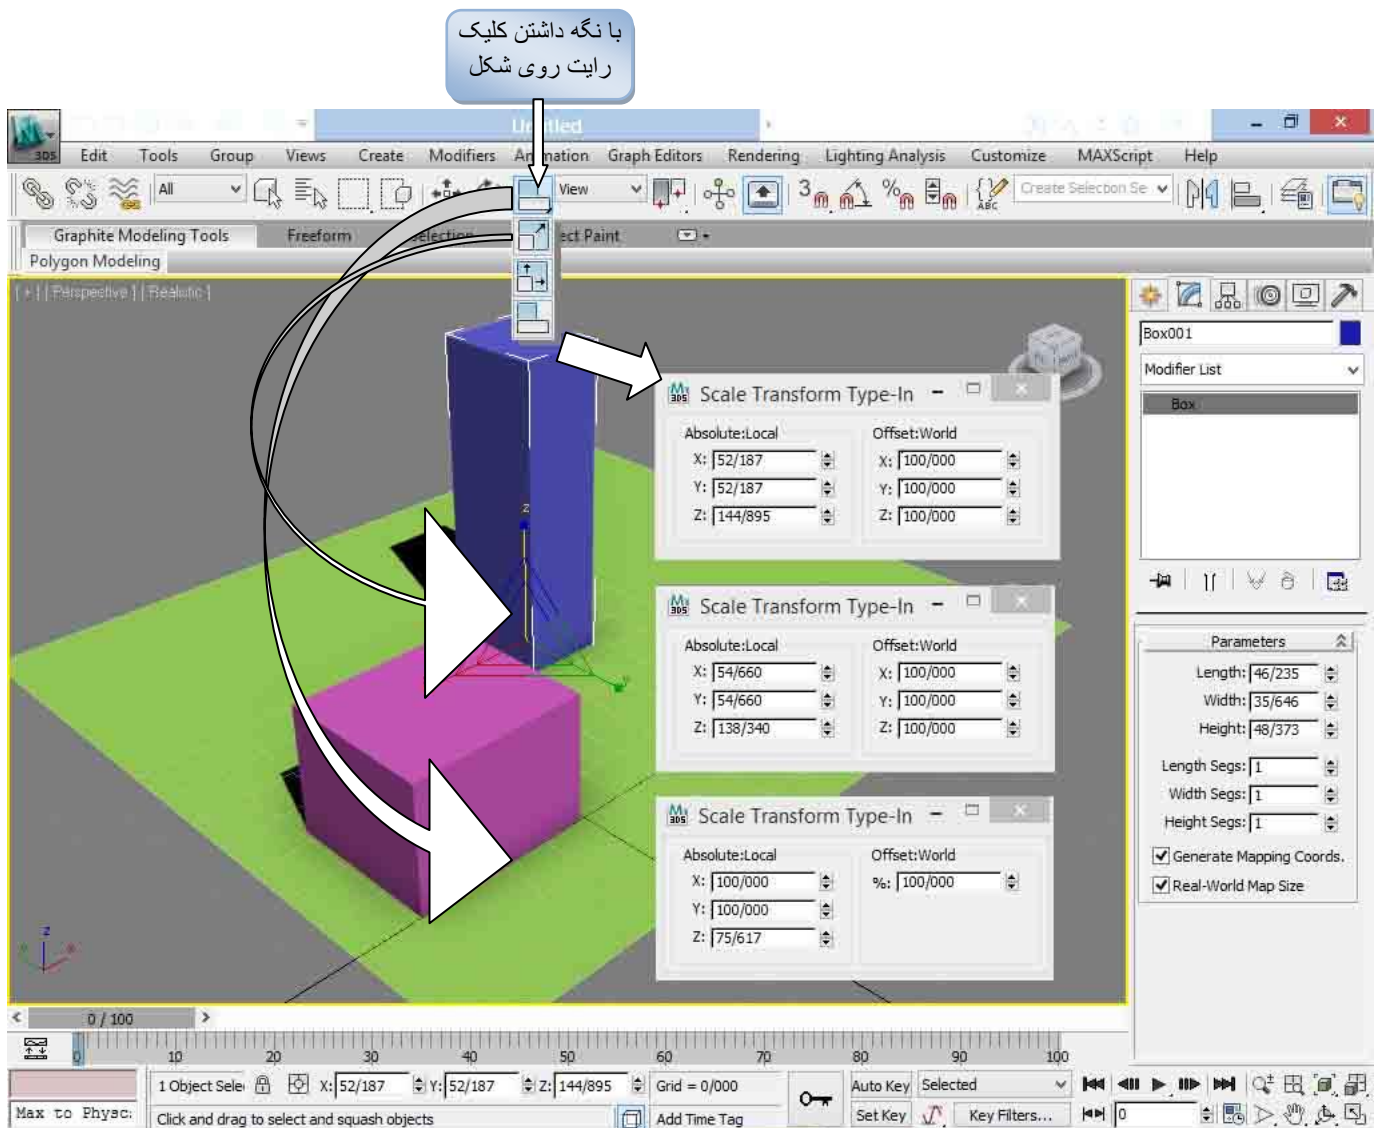 با نگه داشتن کلیک
رایت روی شکل
3DS
Edit Tools Group Views Create Modifiers Animation Graph Editors Rendering Lighting Analysis Customize MAXScript Help
All
View
3
ABC
Create Selection Se
Graphite Modeling Tools Freeform Selection ect Paint
Polygon Modeling
[ + ] [ Perspective ] [ Realistic ]
Box001
Modifier List
Box
Scale Transform Type-In
Absolute:Local Offset:World
X: 52/187 X: 100/000
Y: 52/187 Y: 100/000
Z: 144/895 Z: 100/000
Scale Transform Type-In
Absolute:Local Offset:World
X: 54/660 X: 100/000
Y: 54/660 Y: 100/000
Z: 138/340 Z: 100/000
Scale Transform Type-In
Absolute:Local Offset:World
X: 100/000 %: 100/000
Y: 100/000
Z: 75/617
Parameters
Length: 46/235
Width: 35/646
Height: 48/373
Length Segs: 1
Width Segs: 1
Height Segs: 1
Generate Mapping Coords.
Real-World Map Size
z
z
0 / 100
0 10 20 30 40 50 60 70 80 90 100
1 Object Sele X: 52/187 Y: 52/187 Z: 144/895 Grid = 0/000 Auto Key Selected
Max to Physc: Click and drag to select and squash objects Add Time Tag Set Key Key Filters... 0